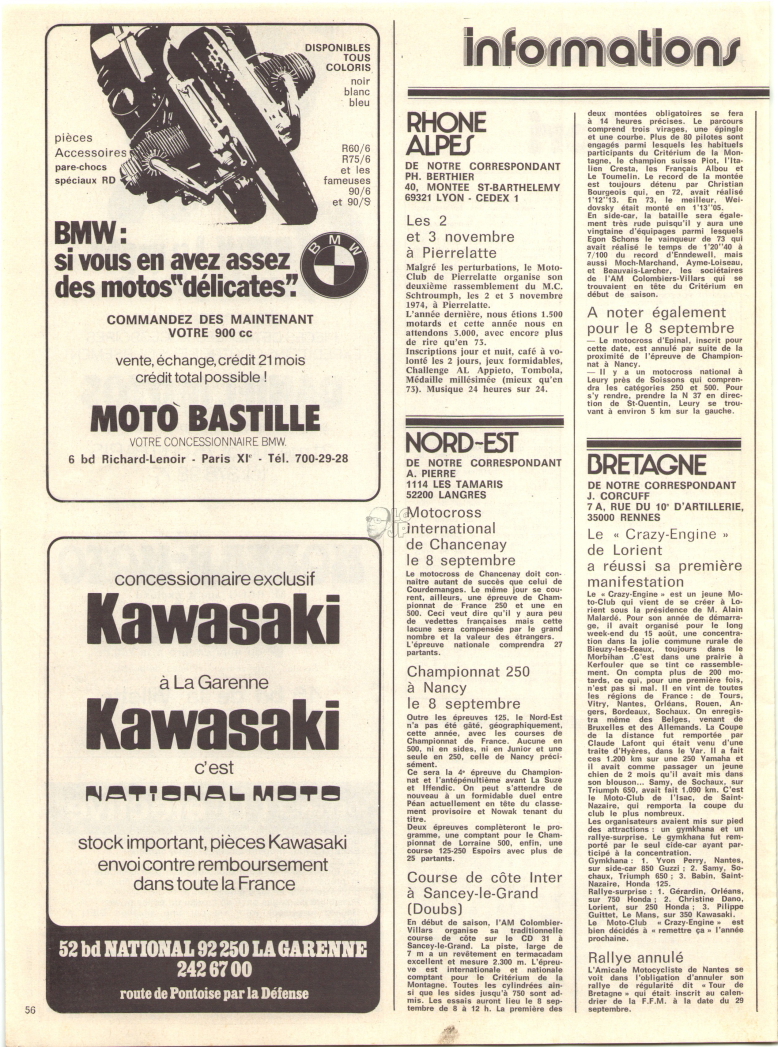 DISPONIBLES
TOUS
COLORIS
noir
blanc
bleu
pièces
Accessoires
pare-chocs
spéciaux RD
R60/6
R75/6
et les
fameuses
90/6
et 90/S
BMW:
si vous en avez assez
des motos "délicates".
BMW
COMMANDEZ DES MAINTENANT
VOTRE 900 cc
vente, échange, crédit 21 mois
crédit total possible !
MOTO BASTILLE
VOTRE CONCESSIONNAIRE BMW.
6 bd Richard-Lenoir - Paris XIe - Tél. 700-29-28
concessionnaire exclusif
Kawasaki
à La Garenne
Kawasaki
c'est
NATIONAL MOTO
stock important, pièces Kawasaki
envoi contre remboursement
dans toute la France
52 bd NATIONAL 92 250 LA GARENNE
242 67 00
route de Pontoise par la Défense
56
informations
RHONE
ALPES
DE NOTRE CORRESPONDANT
PH. BERTHIER
40, MONTEE ST-BARTHELEMY
69321 LYON - CEDEX 1
Les 2
et 3 novembre
à Pierrelatte
Malgré les perturbations, le Moto-
Club de Pierrelatte organise son
deuxième rassemblement du M.C.
Schtroumph, les 2 et 3 novembre
1974, à Pierrelatte.
L'année dernière, nous étions 1.500
motards et cette année nous en
attendons 3.000, avec encore plus
de rire qu'en 73.
Inscriptions jour et nuit, café à vo-
lonté les 2 jours, jeux formidables,
Challenge AL Appieto, Tombola,
Médaille millésimée (mieux qu'en
73). Musique 24 heures sur 24.
NORD-EST
DE NOTRE CORRESPONDANT
A. PIERRE
1114 LES TAMARIS
52200 LANGRES
Motocross
international
de Chancenay
le 8 septembre
Le motocross de Chancenay doit con-
naitre autant de succès que celui de
Courdemanges. Le même jour se cou-
rent, ailleurs, une épreuve de Cham-
pionnat de France 250 et une en
500. Ceci veut dire qu'il y aura peu
de vedettes françaises mais cette
lacune sera compensée par le grand
nombre et la valeur des étrangers.
L'épreuve nationale comprendra 27
partants.
Championnat 250
à Nancy
le 8 septembre
Outre les épreuves 125, le Nord-Est
n'a pas été gâté, géographiquement,
cette année, avec les courses de
Championnat de France. Aucune en
500, ni en sides, ni en Junior et une
seule en 250, celle de Nancy préci-
sément.
Ce sera la 4e épreuve du Champion-
nat et l'antépénultième avant La Suze
et Iffendic. On peut s'attendre de
nouveau à un formidable duel entre
Péan actuellement en tête du classe-
ment provisoire et Nowak tenant du
titre.
Deux épreuves complèteront le pro-
gramme, une comptant pour le Cham-
pionnat de Lorraine 500, enfin, une
course 125-250 Espoirs avec plus de
25 partants.
Course de côte Inter
à Sancey-le-Grand
(Doubs)
En début de saison, l'AM Colombier-
Villars organise sa traditionnelle
course de côte sur le CD 31 à
Sancey-le-Grand. La piste, large de
7 m a un revêtement en termacadam
excellent et mesure 2.300 m. L'épreu-
ve est internationale et nationale
comptant pour le Critérium de la
Montagne. Toutes les cylindrées ain-
si que les sides jusqu'à 750 sont ad-
mis. Les essais auront lieu le 8 sep-
tembre de 8 à 12 h. La première des
deux montées obligatoires se fera
à 14 heures précises. Le parcours
comprend trois virages, une épingle
et une courbe. Plus de 80 pilotes sont
engagés parmi lesquels les habituels
participants du Critérium de la Mon-
tagne, le champion suisse Piot, l'Ita-
lien Cresta, les Français Albou et
Le Toumelin. Le record de la montée
est toujours détenu par Christian
Bourgeois qui, en 72, avait réalisé
1'12''13. En 73, le meilleur, Wei-
dovsky était monté en 1'13''05.
En side-car, la bataille sera égale-
ment très rude puisqu'il y aura une
vingtaine d'équipages parmi lesquels
Egon Schons le vainqueur de 73 qui
avait réalisé le temps de 1'20''40 à
7/100 du record d'Enndewell, mais
aussi Moch-Marchand, Ayme-Loiseau,
et Beauvais-Larcher, les sociétaires
de l'AM Colombiers-Villars qui se
trouvaient en tête du Critérium en
début de saison.
A noter également
pour le 8 septembre
— Le motocross d'Epinal, inscrit pour
cette date, est annulé par suite de la
proximité de l'épreuve de Champion-
nat à Nancy.
— Il y a un motocross national à
Leury près de Soissons qui compren-
dra les catégories 250 et 500. Pour
s'y rendre, prendre la N 37 en direc-
tion de St-Quentin, Leury se trou-
vant à environ 5 km sur la gauche.
BRETAGNE
DE NOTRE CORRESPONDANT
J. CORCUFF
7 A, RUE DU 10e D'ARTILLERIE,
35000 RENNES
Le « Crazy-Engine »
de Lorient
a réussi sa première
manifestation
Le « Crazy-Engine » est un jeune Mo-
to-Club qui vient de se créer à Lo-
rient sous la présidence de M. Alain
Malardé. Pour son année de démarra-
ge, il avait organisé pour le long
week-end du 15 août, une concentra-
tion dans la jolie commune rurale de
Bieuzy-les-Eeaux, toujours dans le
Morbihan .C'est dans une prairie à
Kerfouler que se tint ce rassemble-
ment. On compta plus de 200 mo-
tards, ce qui, pour une première fois,
n'est pas si mal. Il en vint de toutes
les régions de France : de Tours,
Vitry, Nantes, Orléans, Rouen, An-
gers, Bordeaux, Sochaux. On enregis-
tra même des Belges, venant de
Bruxelles et des Allemands. La Coupe
de la distance fut remportée par
Claude Lafont qui était venu d'une
traite d'Hyères, dans le Var. Il a fait
ces 1.200 km sur une 250 Yamaha et
il avait comme passager un jeune
chien de 2 mois qu'il avait mis dans
son blouson... Samy, de Sochaux, sur
Triumph 650, avait fait 1.090 km. C'est
le Moto-Club de l'Isac, de Saint-
Nazaire, qui remporta la coupe du
club le plus nombreux.
Les organisateurs avaient mis sur pied
des attractions : un gymkhana et un
rallye-surprise. Le gymkhana fut rem-
porté par le seul cide-car ayant par-
ticipé à la concentration.
Gymkhana : 1. Yvon Perry, Nantes,
sur side-car 850 Guzzi ; 2. Samy, So-
chaux, Triumph 650 ; 3. Babin, Saint-
Nazaire, Honda 125.
Rallye-surprise : 1. Gérardin, Orléans,
sur 750 Honda ; 2. Christine Dano,
Lorient, sur 250 Honda ; 3. Pilippe
Guittet, Le Mans, sur 350 Kawasaki.
Le Moto-Club « Crazy-Engine » est
bien décidés à « remettre ça » l'année
prochaine.
Rallye annulé
L'Amicale Motocycliste de Nantes se
voit dans l'obligation d'annuler son
rallye de régularité dit « Tour de
Bretagne » qui était inscrit au calen-
drier de la F.F.M. à la date du 29
septembre.